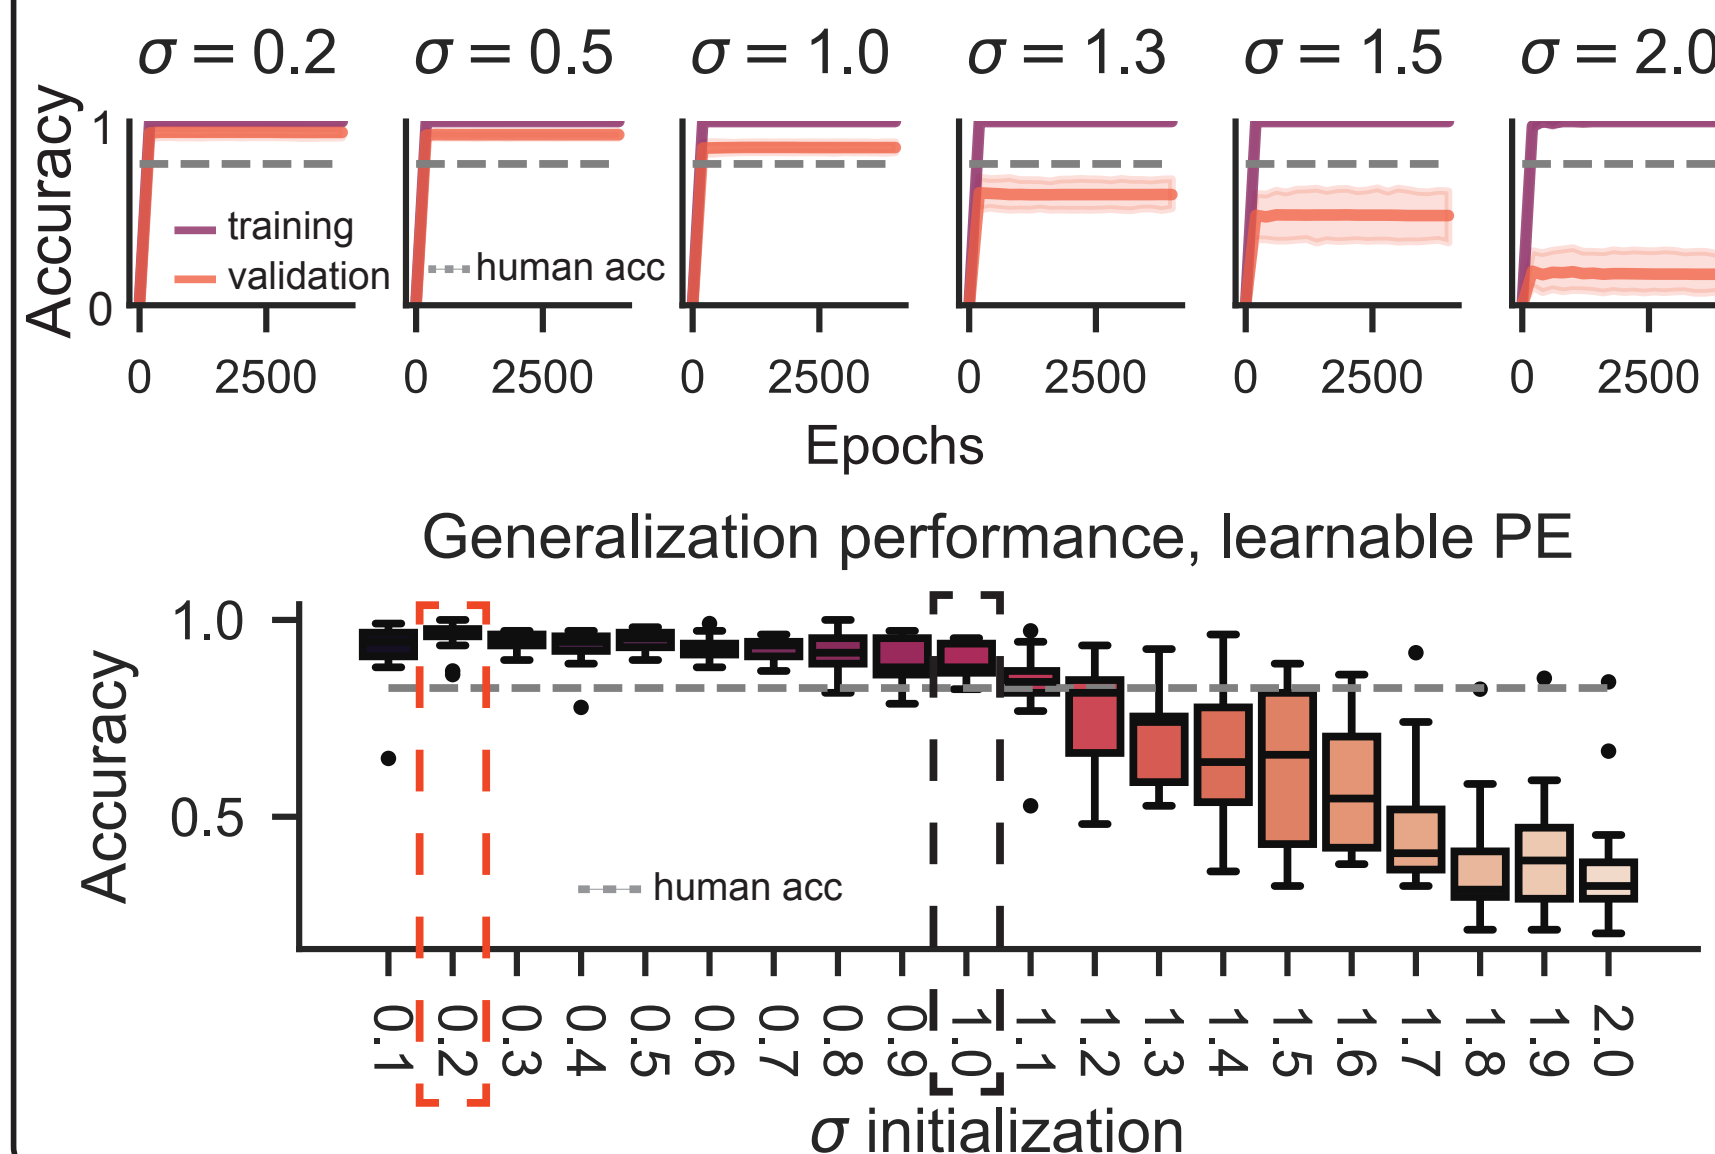 σ = 0.2 σ = 0.5 σ = 1.0 σ = 1.3 σ = 1.5 σ = 2.0
Accuracy
1
0
training
validation
human acc
0 2500 0 2500 0 2500 0 2500 0 2500 0 2500
Epochs
Generalization performance, learnable PE
Accuracy
1.0
0.5
human acc
0.1 0.2 0.3 0.4 0.5 0.6 0.7 0.8 0.9 1.0 1.1 1.2 1.3 1.4 1.5 1.6 1.7 1.8 1.9 2.0
σ initialization